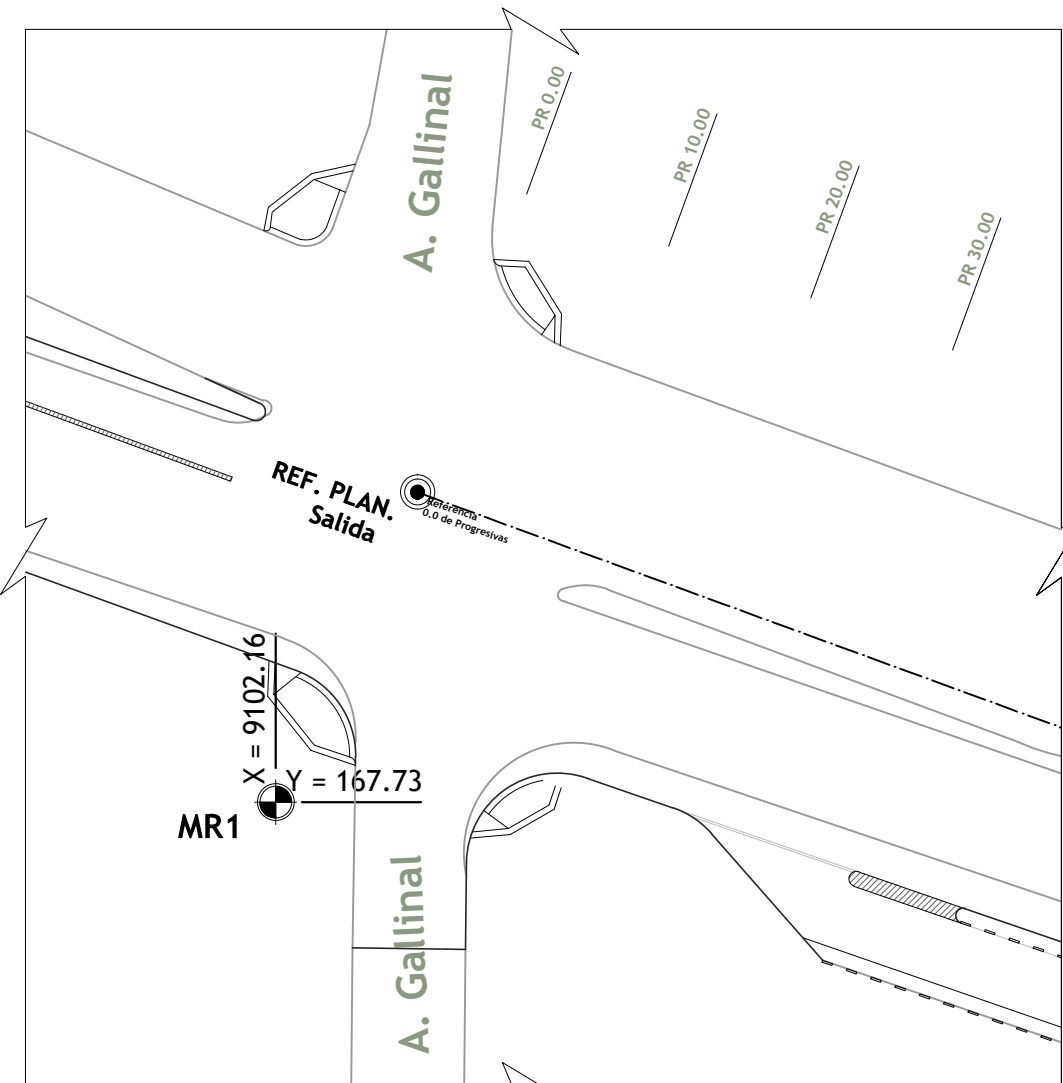 A. Gallinal
PR 0.00
PR 10.00
PR 20.00
PR 30.00
REF. PLAN.
Salida
Referencia
0.0 de Progresivas
X = 9102.16
Y = 167.73
MR1
A. Gallinal